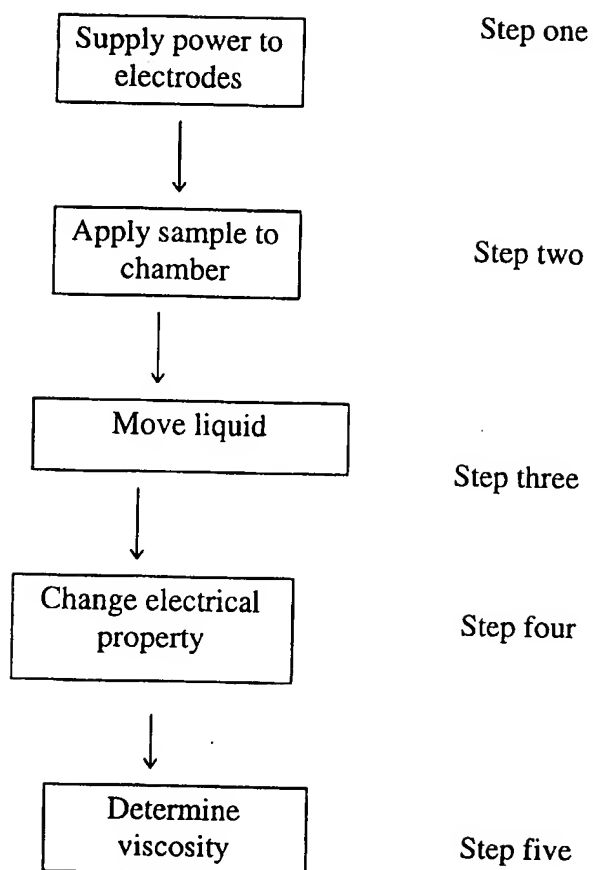 Supply power to
electrodes
Step one
Apply sample to
chamber
Step two
Move liquid
Step three
Change electrical
property
Step four
Determine
viscosity
Step five